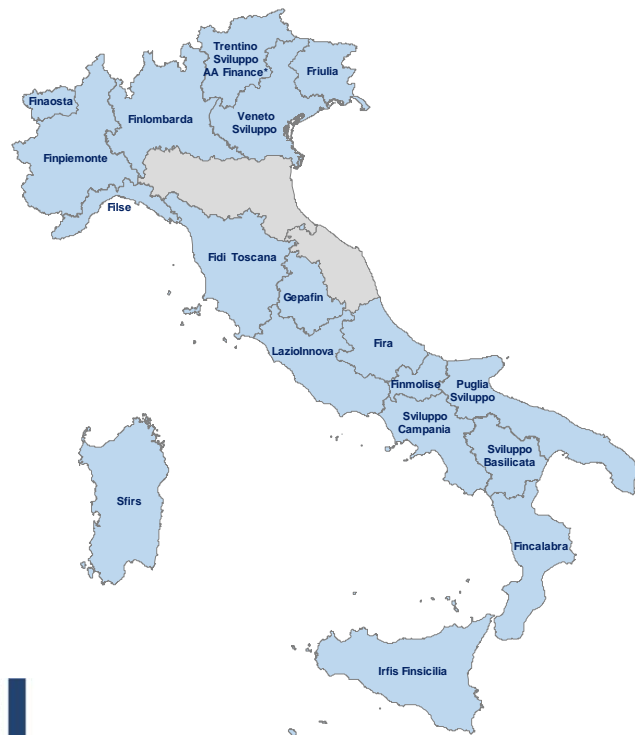 Trentino
Sviluppo
AA Finance*
Friulia
Finaosta
Finlombarda
Veneto
Sviluppo
Finpiemonte
Filse
Fidi Toscana
Gepafin
LazioInnova
Fira
Finmolise
Puglia
Sviluppo
Sviluppo
Campania
Sviluppo
Basilicata
Sfirs
Fincalabra
Irfis Finsicilia